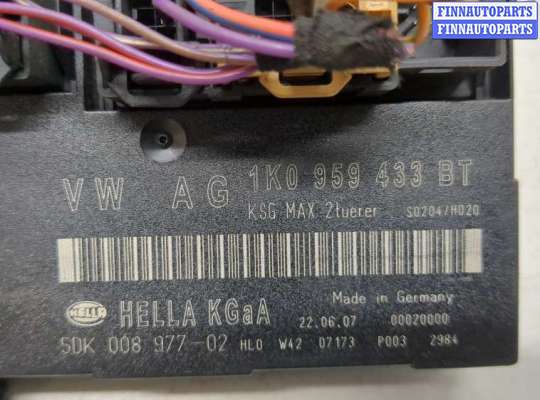 FINNAUTOPARTS
FINNAUTOPARTS
VW AG 1K0 959 433 BT
KSG MAX 2tuerer S0204/H020
HELLA
HELLA KGaA
Made in Germany
22.06.07 00020000
5DK 008 977-02 HL0 W42 07173 P003 2984